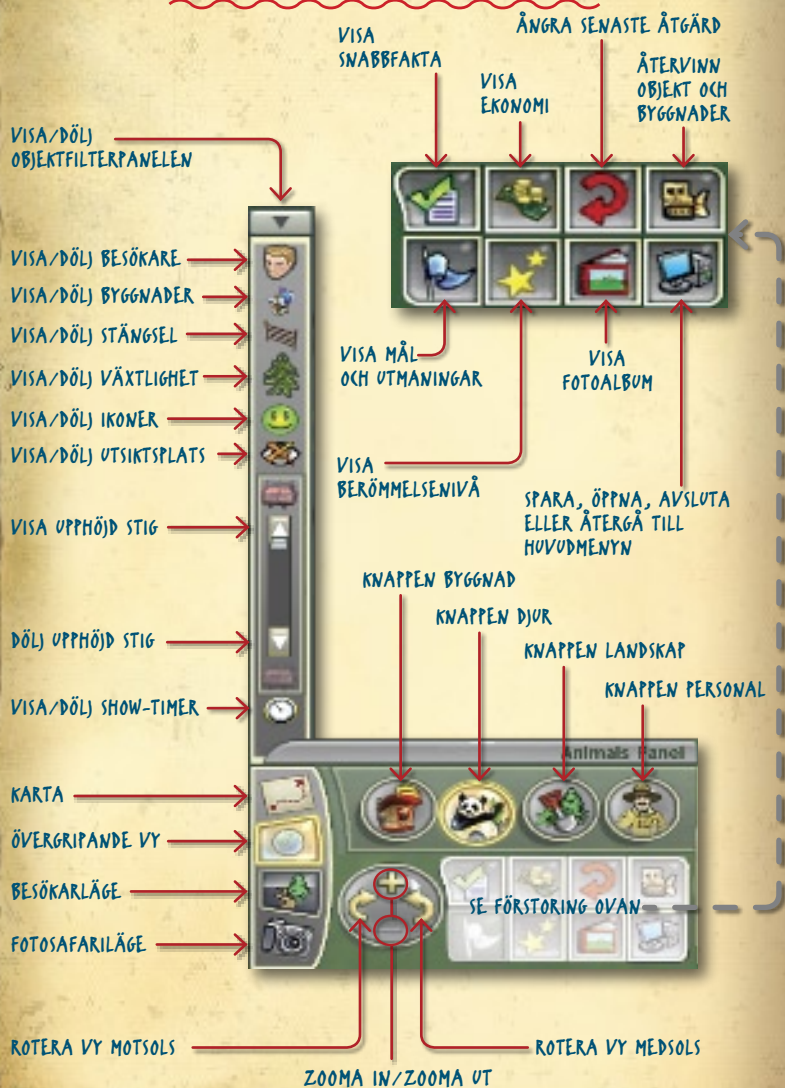 VISA
SNABBFAKTA
ÅNGRA SENASTE ÅTGÄRD
VISA
EKONOMI
ÅTERVINN
OBJEKT OCH
BYGGNADER
VISA/DÖLJ
OBJEKTFILTERPANELEN
VISA/DÖLJ BESÖKARE
VISA/DÖLJ BYGGNADER
VISA/DÖLJ STÄNGSEL
VISA/DÖLJ VÄXTLIGHET
VISA/DÖLJ IKONER
VISA/DÖLJ UTSIKTSPLATS
VISA UPPHÖJD STIG
DÖLJ UPPHÖJD STIG
VISA/DÖLJ SHOW-TIMER
VISA MÅL
OCH UTMANINGAR
VISA
FOTOALBUM
VISA
BERÖMMELSENIVÅ
SPARA, ÖPPNA, AVSLUTA
ELLER ÅTERGÅ TILL
HUVUDMENYN
KNAPPEN BYGGNAD
KNAPPEN DJUR
KNAPPEN LANDSKAP
KNAPPEN PERSONAL
Animals Panel
KARTA
ÖVERGRIPANDE VY
BESÖKARLÄGE
FOTOSAFARILÄGE
SE FÖRSTORING OVAN
ROTERA VY MOTSOLS
ROTERA VY MEDSOLS
ZOOMA IN/ZOOMA UT